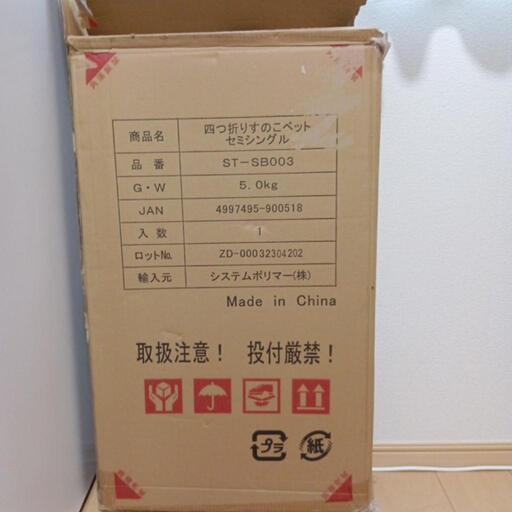 商品名 四つ折りすのこベット
セミシングル
品番 ST-SB003
G・W 5.0kg
JAN 4997495-900518
入数 1
ロットNo. ZD-00032304202
輸入元 システムポリマー(株)
Made in China
取扱注意! 投付厳禁!
プラ 紙